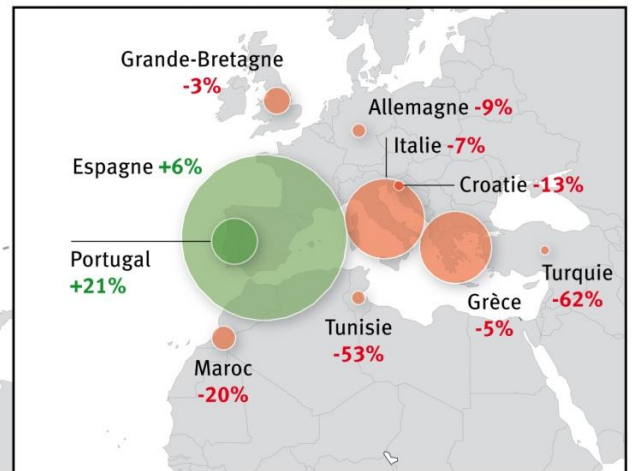 Grande-Bretagne
-3%
Allemagne -9%
Italie -7%
Espagne +6%
Croatie -13%
Portugal
+21%
Turquie
-62%
Grèce
-5%
Tunisie
-53%
Maroc
-20%